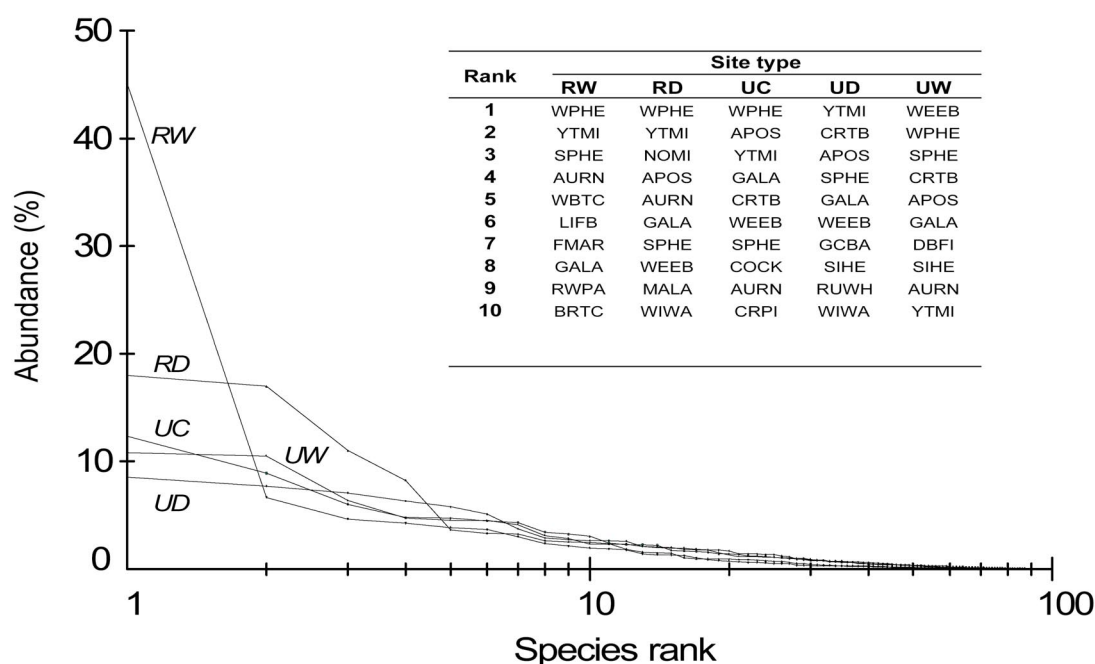 50
40
30
20
10
0
Abundance (%)
RW
RD
UC
UW
UD
Site type
Rank RW RD UC UD UW
1 WPHE WPHE WPHE YTMI WEEB
2 YTMI YTMI APOS CRTB WPHE
3 SPHE NOMI YTMI APOS SPHE
4 AURN APOS GALA SPHE CRTB
5 WBTC AURN CRTB GALA APOS
6 LIFB GALA WEEB WEEB GALA
7 FMAR SPHE SPHE GCBA DBFI
8 GALA WEEB COCK SIHE SIHE
9 RWPA MALA AURN RUWH AURN
10 BRTC WIWA CRPI WIWA YTMI
1 10 100
Species rank